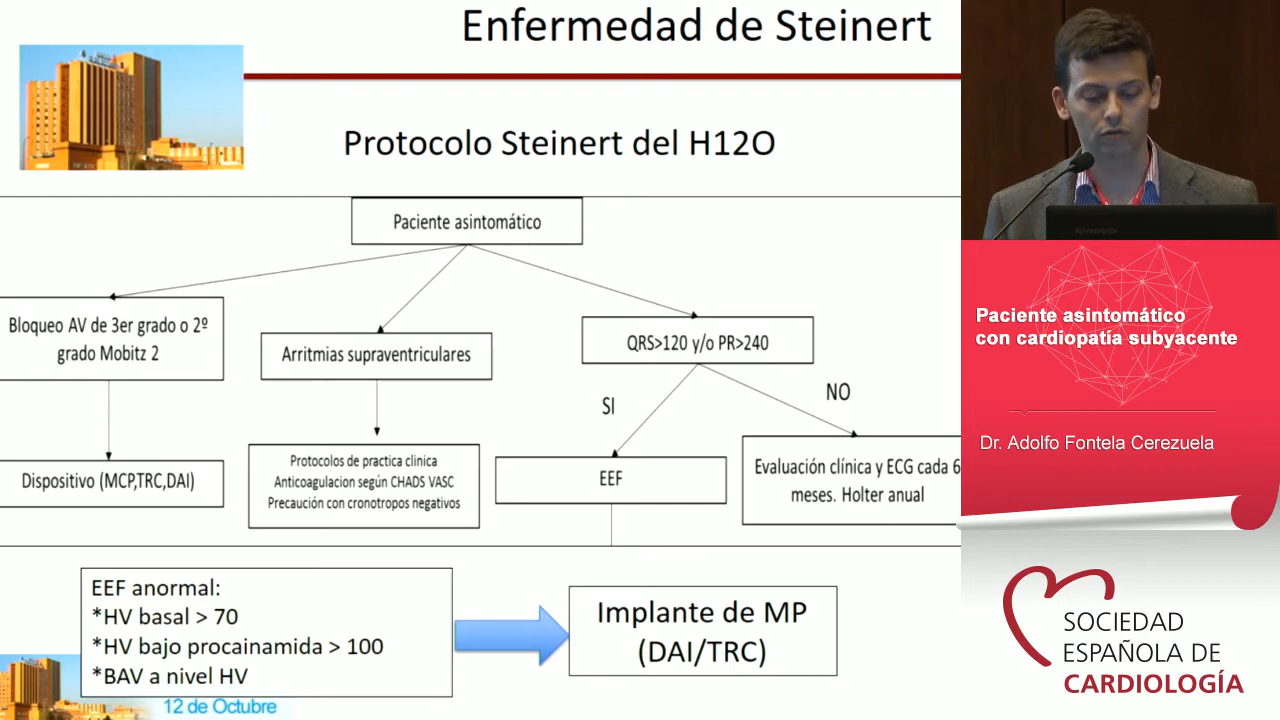 Enfermedad de Steinert
Protocolo Steinert del H12O
Paciente asintomático
Bloqueo AV de 3er grado o 2º
grado Mobitz 2
Arritmias supraventriculares
QRS>120 y/o PR>240
SI
NO
Dispositivo (MCP,TRC,DAI)
Protocolos de practica clinica
Anticoagulacion según CHADS VASC
Precaución con cronotropos negativos
EEF
Evaluación clínica y ECG cada 6
meses. Holter anual
EEF anormal:
*HV basal > 70
*HV bajo procainamida > 100
*BAV a nivel HV
Implante de MP
(DAI/TRC)
12 de Octubre
Paciente asintomático
con cardiopatía subyacente
Dr. Adolfo Fontela Cerezuela
SOCIEDAD
ESPAÑOLA DE
CARDIOLOGÍA